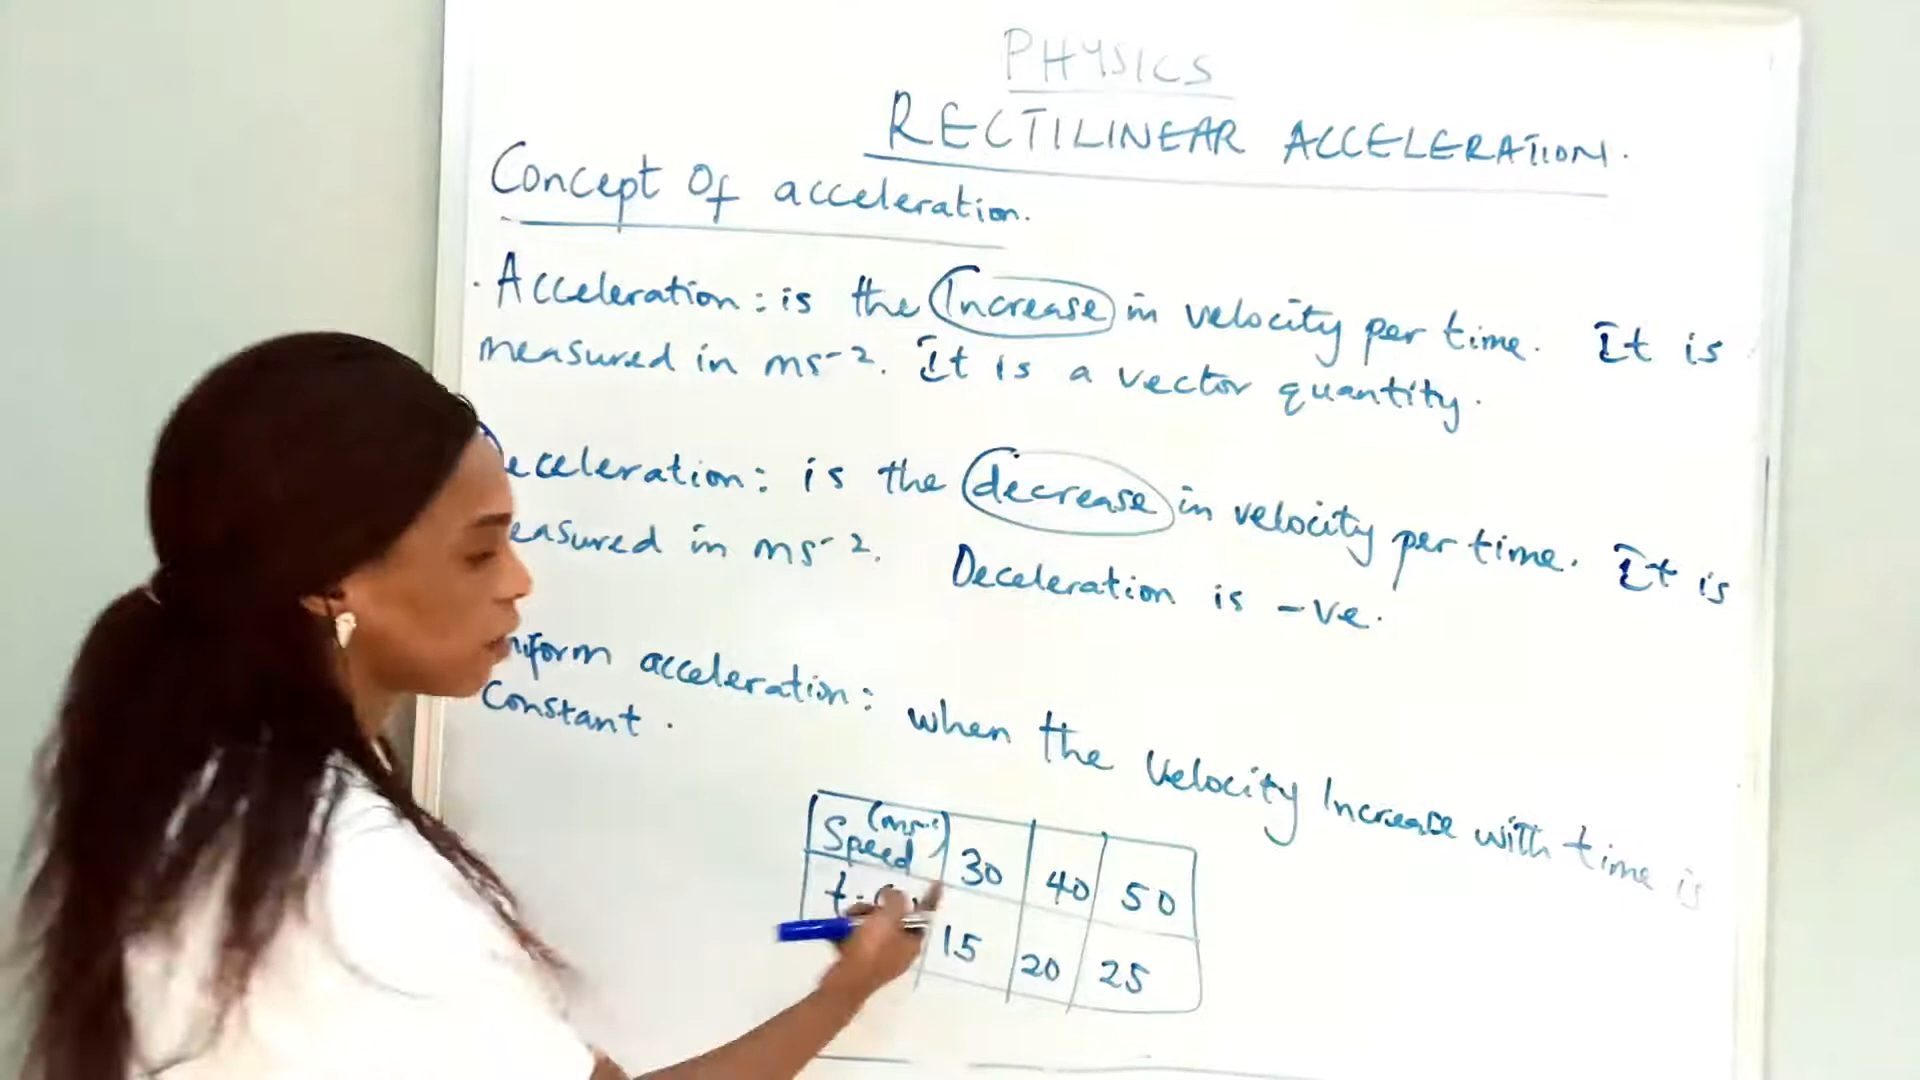 PHYSICS
RECTILINEAR ACCELERATION.
Concept Of acceleration.
· Acceleration: is the Increase in velocity per time. It is
measured in ms⁻². It is a vector quantity.
eceleration: is the decrease in velocity per time. It is
easured in ms⁻². Deceleration is -ve.
niform acceleration: when the velocity Increase with time is
Constant.
Speed (ms⁻¹) 30 40 50
t 15 20 25